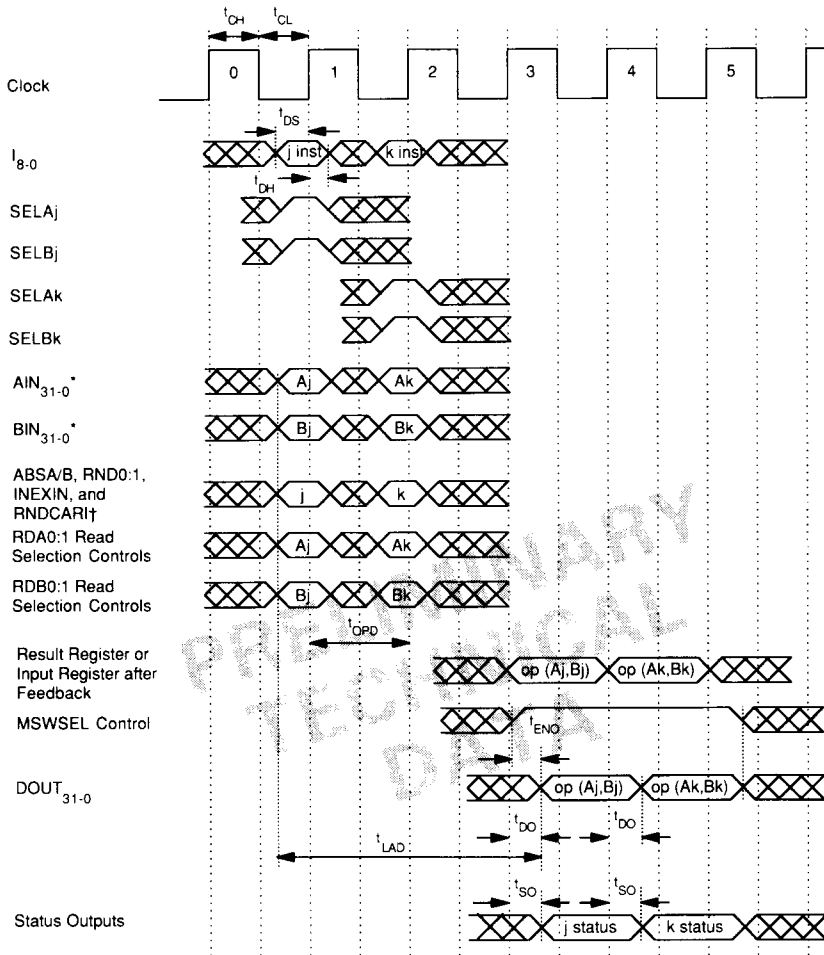 tCH tCL
Clock 0 1 2 3 4 5
tDS
I8-0 j inst k inst
tDH
SELAj
SELBj
SELAk
SELBk
AIN31-0* Aj Ak
BIN31-0* Bj Bk
ABSA/B, RND0:1,
INEXIN, and
RNDCARI† j k
RDA0:1 Read
Selection Controls Aj Ak
RDB0:1 Read
Selection Controls Bj Bk
tOPD
Result Register or
Input Register after
Feedback op (Aj,Bj) op (Ak,Bk)
MSWSEL Control tENO
DOUT31-0 op (Aj,Bj) op (Ak,Bk)
tDO tDO
tLAD
tSO tSO
Status Outputs j status k status
PRELIMINARY
TECHNICAL
DATA